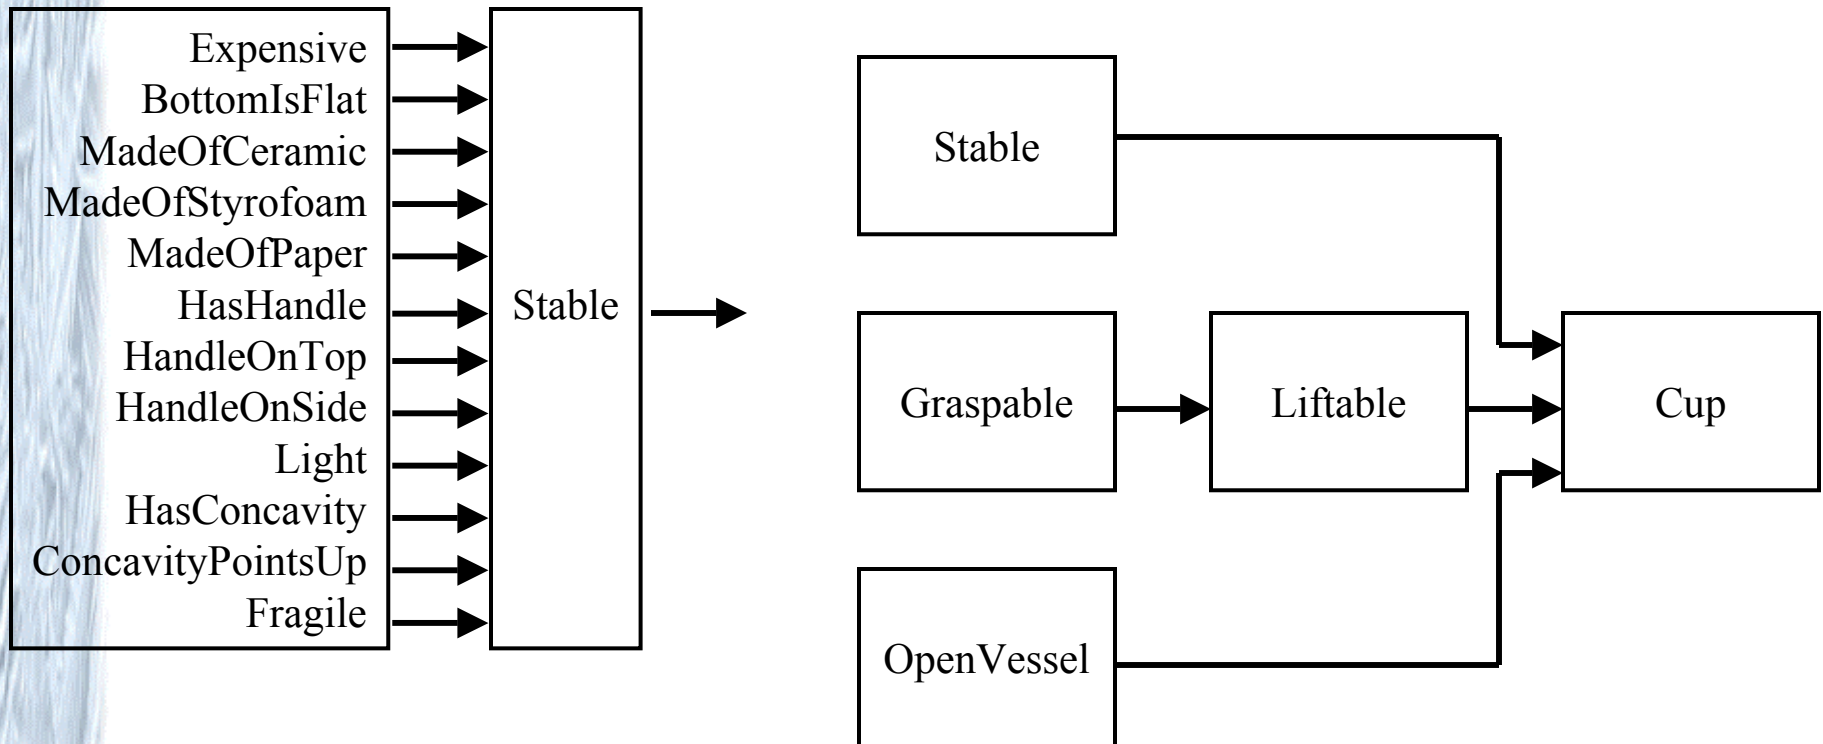 Expensive
BottomIsFlat
MadeOfCeramic
MadeOfStyrofoam
MadeOfPaper
HasHandle
HandleOnTop
HandleOnSide
Light
HasConcavity
ConcavityPointsUp
Fragile
Stable
Stable
Graspable
Liftable
Cup
OpenVessel